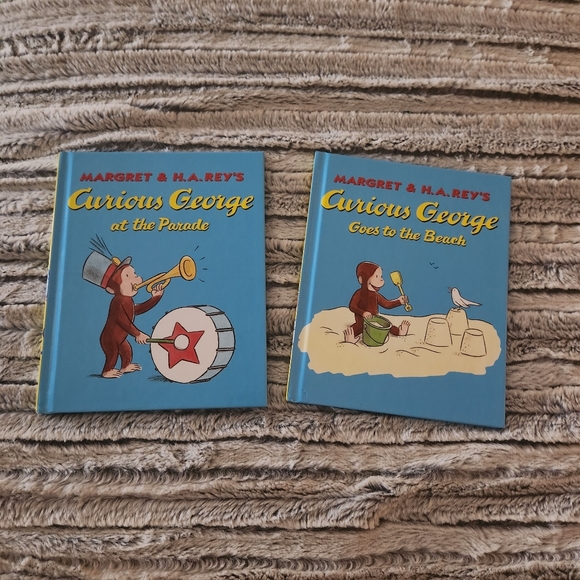 MARGRET & H.A.REY'S
Curious George
at the Parade
MARGRET & H.A.REY'S
Curious George
Goes to the Beach